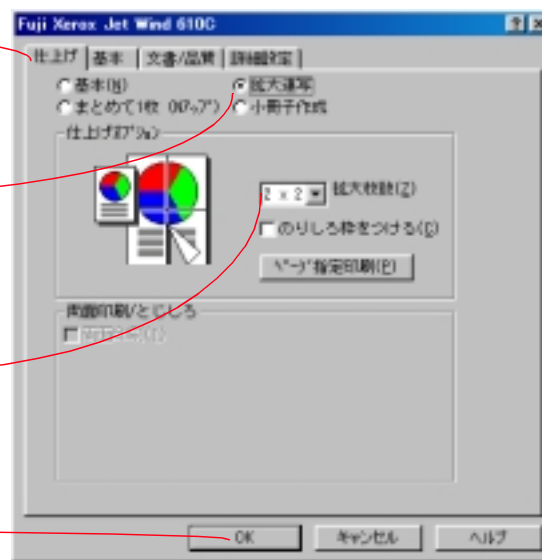 Fuji Xerox Jet Wind 610C
仕上げ 基本 文書/品質 詳細設定
基本(N) 拡大連写
まとめて1枚 (Nアップ) 小冊子作成
仕上げオプション
2 x 2 拡大枚数(Z)
のりしろ枠をつける(G)
ページ指定印刷(P)
両面印刷/とじしろ
OK キャンセル ヘルプ